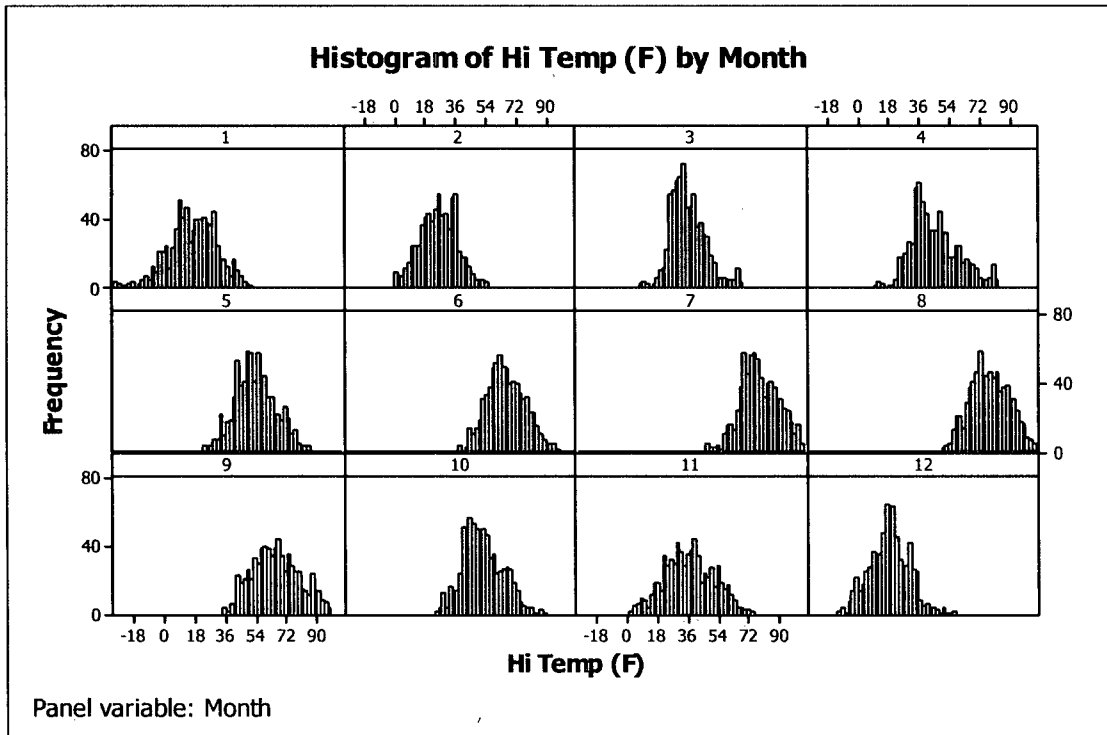 Histogram of Hi Temp (F) by Month
-18 0 18 36 54 72 90 -18 0 18 36 54 72 90
1 2 3 4
80
40
0
5 6 7 8
80
40
0
9 10 11 12
80
40
0
-18 0 18 36 54 72 90 -18 0 18 36 54 72 90
Frequency
Hi Temp (F)
Panel variable: Month